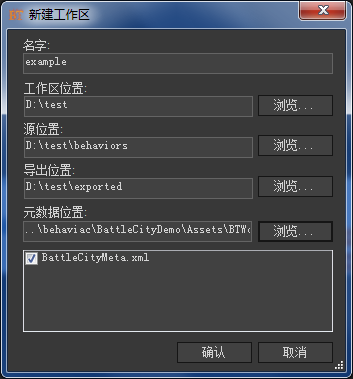 新建工作区
名字:
example
工作区位置:
D:\test
浏览...
源位置:
D:\test\behaviors
浏览...
导出位置:
D:\test\exported
浏览...
元数据位置:
..\behaviac\BattleCityDemo\Assets\BTWo
浏览...
BattleCityMeta.xml
确认
取消